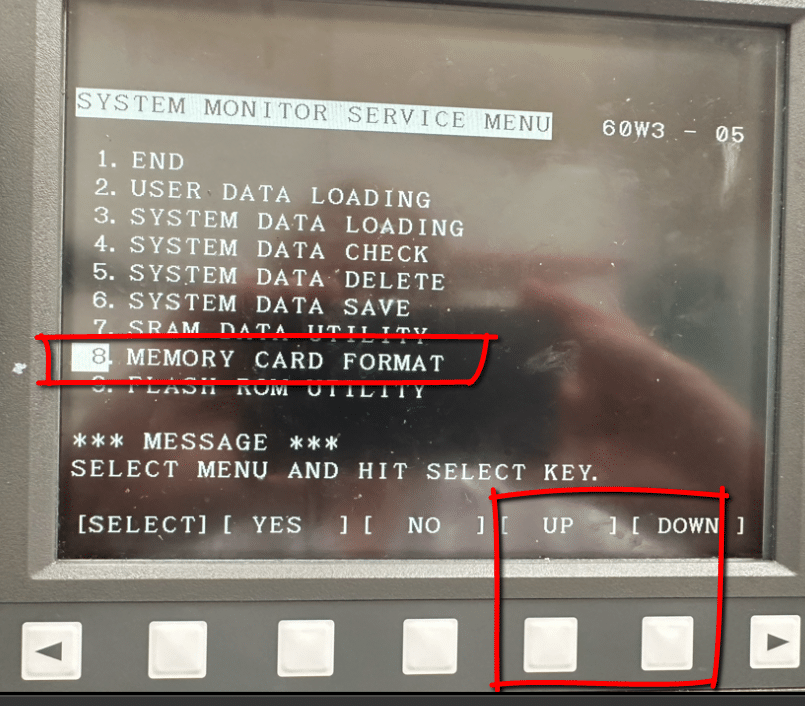 SYSTEM MONITOR SERVICE MENU 60W3 - 05
1. END
2. USER DATA LOADING
3. SYSTEM DATA LOADING
4. SYSTEM DATA CHECK
5. SYSTEM DATA DELETE
6. SYSTEM DATA SAVE
7. SRAM DATA UTILITY
8. MEMORY CARD FORMAT
9. FLASH ROM UTILITY
*** MESSAGE ***
SELECT MENU AND HIT SELECT KEY.
[SELECT] [ YES ] [ NO ] [ UP ] [ DOWN ]